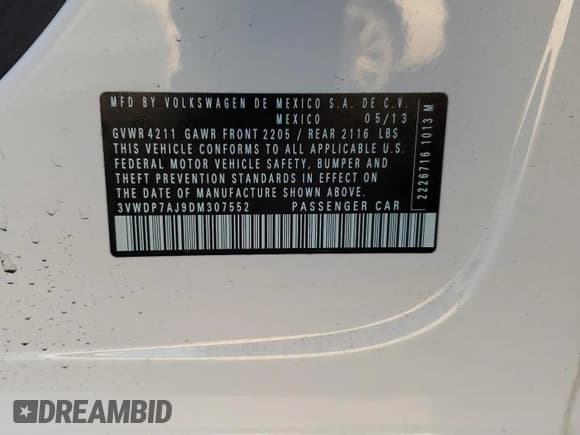 MFD BY VOLKSWAGEN DE MEXICO S.A. DE C.V.
MEXICO 05/13
GVWR 4211 GAWR FRONT 2205 / REAR 2116 LBS
THIS VEHICLE CONFORMS TO ALL APPLICABLE U.S.
FEDERAL MOTOR VEHICLE SAFETY, BUMPER AND
THEFT PREVENTION STANDARDS IN EFFECT ON
THE DATE OF MANUFACTURE SHOWN ABOVE.
3VWDP7AJ9DM307552 PASSENGER CAR
2226716 1013 M
DREAMBID